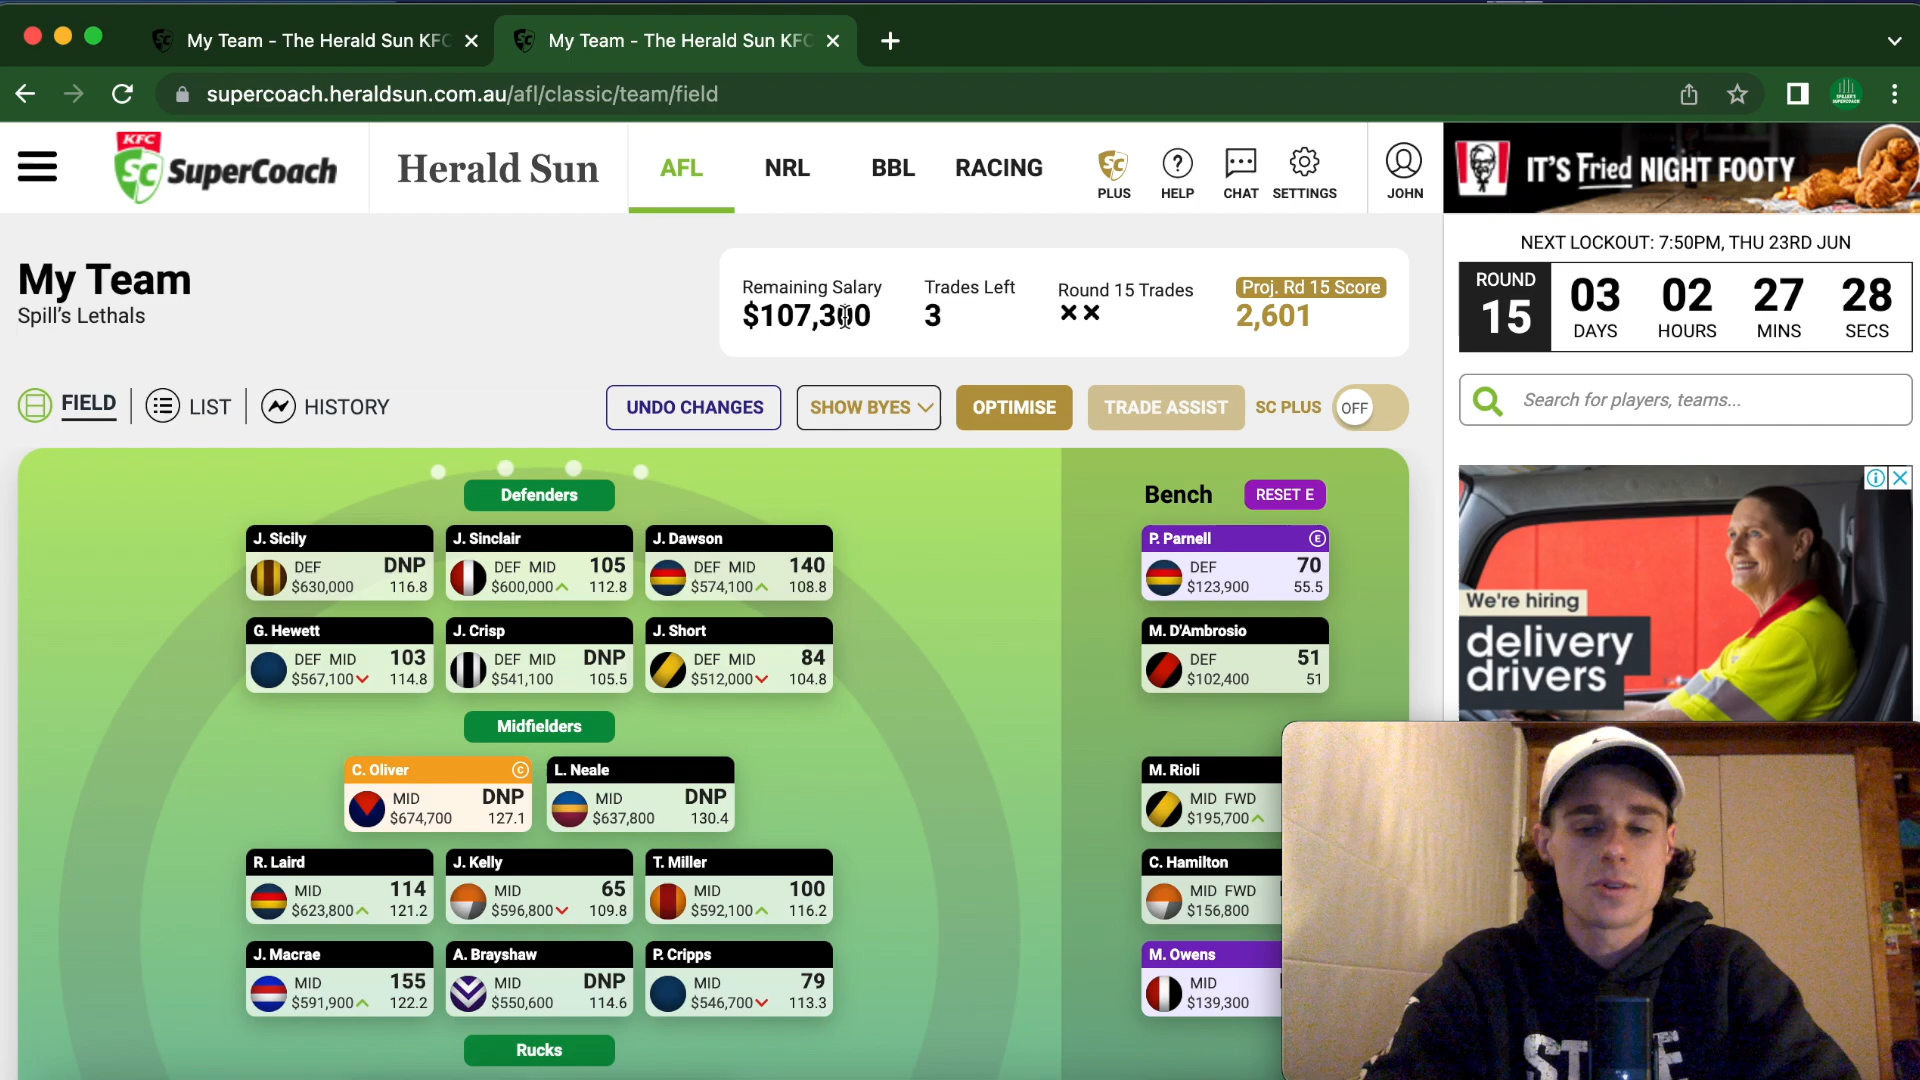 My Team - The Herald Sun KFC
My Team - The Herald Sun KFC
supercoach.heraldsun.com.au/afl/classic/team/field
KFC
SC
SuperCoach
Herald Sun
AFL
NRL
BBL
RACING
SC
PLUS
HELP
CHAT
SETTINGS
JOHN
IT'S Fried NIGHT FOOTY
NEXT LOCKOUT: 7:50PM, THU 23RD JUN
ROUND
15
03
DAYS
02
HOURS
27
MINS
28
SECS
My Team
Spill's Lethals
Remaining Salary
$107,300
Trades Left
3
Round 15 Trades
Proj. Rd 15 Score
2,601
FIELD
LIST
HISTORY
UNDO CHANGES
SHOW BYES
OPTIMISE
TRADE ASSIST
SC PLUS
OFF
Search for players, teams...
Defenders
Bench
RESET E
J. Sicily
DEF
DNP
$630,000
116.8
J. Sinclair
DEF MID
105
$600,000
112.8
J. Dawson
DEF MID
140
$574,100
108.8
P. Parnell
E
DEF
70
$123,900
55.5
G. Hewett
DEF MID
103
$567,100
114.8
J. Crisp
DEF MID
DNP
$541,100
105.5
J. Short
DEF MID
84
$512,000
104.8
M. D'Ambrosio
DEF
51
$102,400
51
Midfielders
C. Oliver
C
MID
DNP
$674,700
127.1
L. Neale
MID
DNP
$637,800
130.4
M. Rioli
MID FWD
$195,700
R. Laird
MID
114
$623,800
121.2
J. Kelly
MID
65
$596,800
109.8
T. Miller
MID
100
$592,100
116.2
C. Hamilton
MID FWD
$156,800
J. Macrae
MID
155
$591,900
122.2
A. Brayshaw
MID
DNP
$550,600
114.6
P. Cripps
MID
79
$546,700
113.3
M. Owens
MID
$139,300
Rucks
We're hiring
delivery
drivers